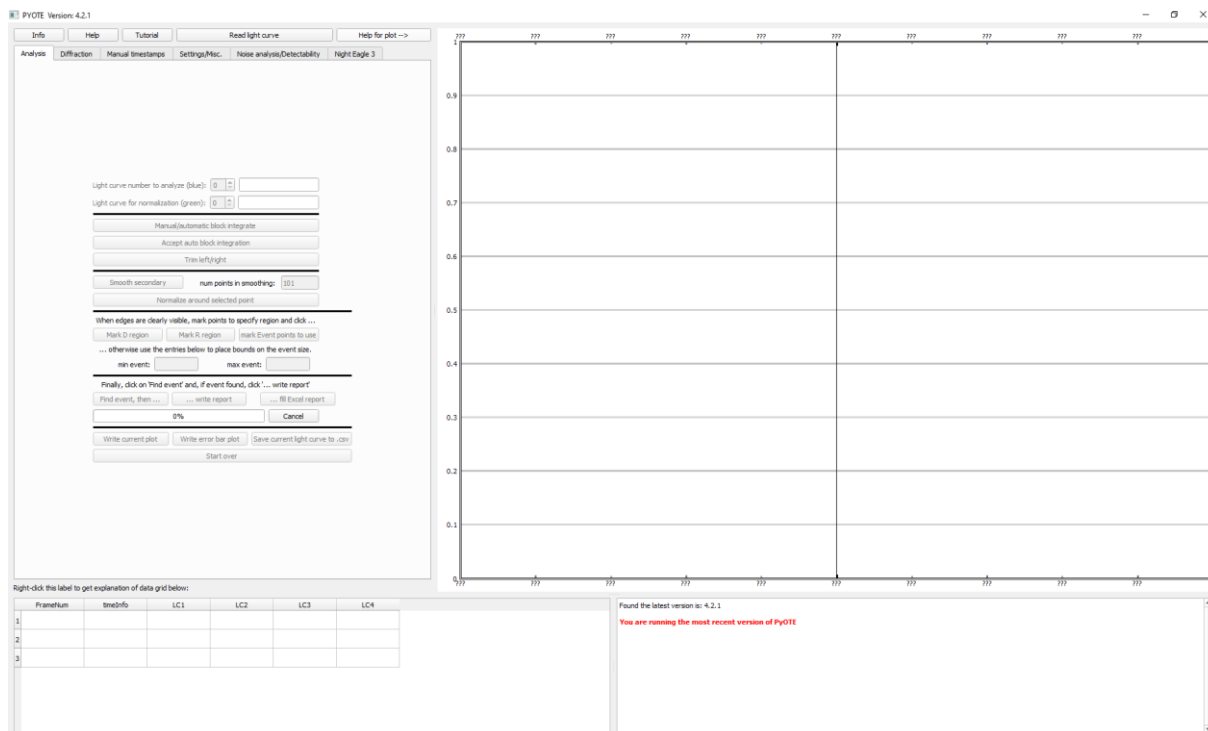 PYOTE Version: 4.2.1
Info Help Tutorial Read light curve Help for plot -->
Analysis Diffraction Manual timestamps Settings/Misc. Noise analysis/Detectability Night Eagle 3
Light curve number to analyze (blue): 0
Light curve for normalization (green): 0
Manual/automatic block integrate
Accept auto block integration
Trim left/right
Smooth secondary num points in smoothing: 101
Normalize around selected point
When edges are clearly visible, mark points to specify region and click ...
Mark D region Mark R region mark Event points to use
... otherwise use the entries below to place bounds on the event size.
min event: max event:
Finally, click on 'Find event' and, if event found, click '... write report'
Find event, then ... ... write report ... fill Excel report
0% Cancel
Write current plot Write error bar plot Save current light curve to .csv
Start over
??? ??? ??? ??? ??? ??? ??? ??? ??? ???
1
0.9
0.8
0.7
0.6
0.5
0.4
0.3
0.2
0.1
0
??? ??? ??? ??? ??? ??? ??? ??? ??? ???
Right-click this label to get explanation of data grid below:
FrameNum timeInfo LC1 LC2 LC3 LC4
1
2
3
Found the latest version is: 4.2.1
You are running the most recent version of PyOTE